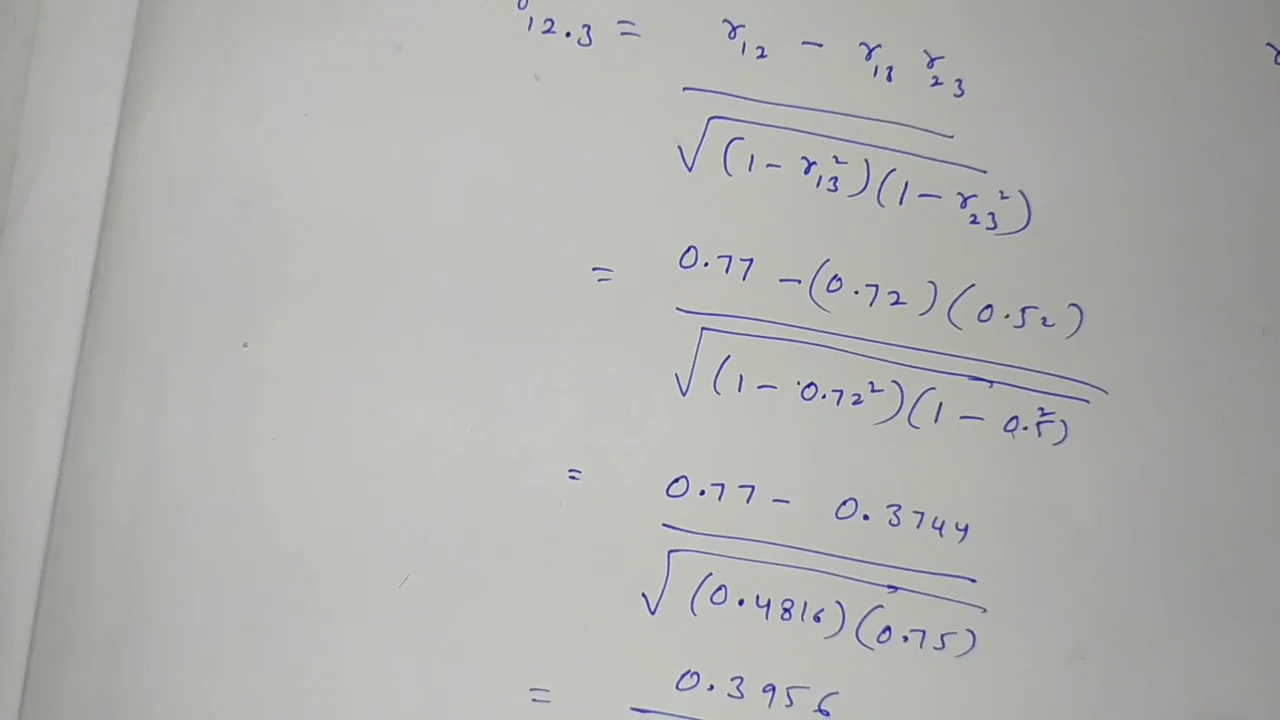 12.3 = r12 - r13 r23
√(1 - r13²)(1 - r23²)
= 0.77 - (0.72)(0.52)
√(1 - 0.72²)(1 - 0.5²)
= 0.77 - 0.3744
√(0.4816)(0.75)
= 0.3956